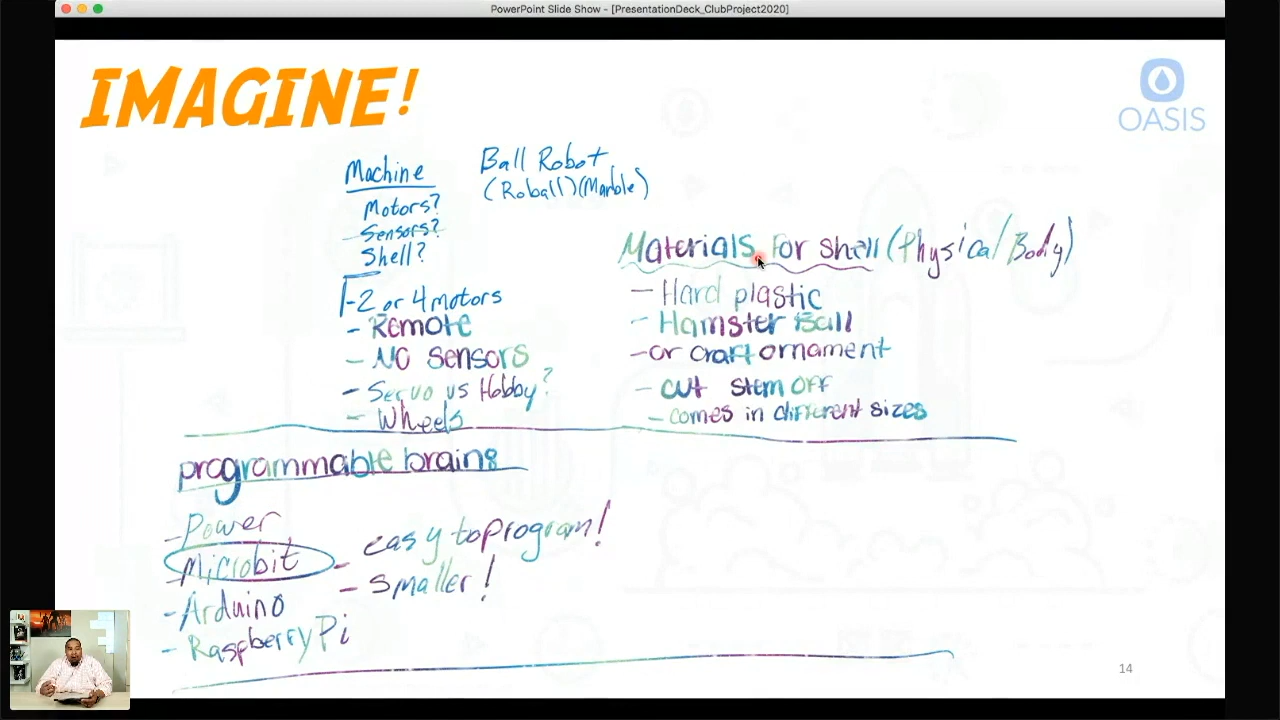 PowerPoint Slide Show - [PresentationDeck_ClubProject2020]
IMAGINE!
OASIS
Machine
Motors?
Sensors?
Shell?
-2 or 4 motors
- Remote
- No sensors
- Servo vs Hobby?
- Wheels
Ball Robot
(Roball)(Marble)
Materials For Shell (Physical/Body)
- Hard plastic
- Hamster Ball
- or craft ornament
- cut stem off
- comes in different sizes
programmable brains
- Power
- Microbit
- easy to program!
- smaller!
- Arduino
- Raspberry Pi
14